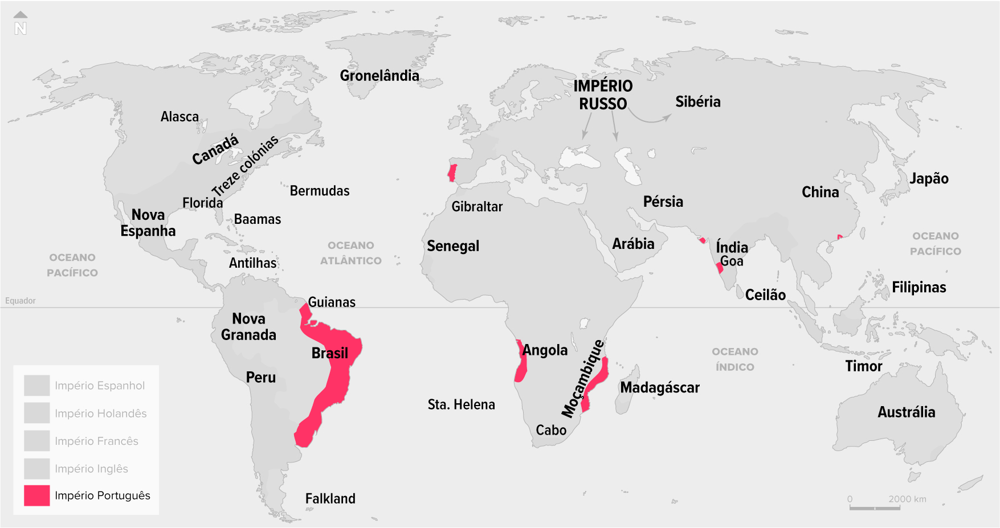 N
Gronelândia
IMPÉRIO
RUSSO
Sibéria
Alasca
Canadá
Treze colónias
Bermudas
Florida
Baamas
Nova
Espanha
Antilhas
OCEANO
PACÍFICO
OCEANO
ATLÂNTICO
Gibraltar
Senegal
Pérsia
Arábia
China
Japão
Índia
Goa
Ceilão
OCEANO
PACÍFICO
Filipinas
Equador
Guianas
Nova
Granada
Brasil
Peru
Angola
Moçambique
Madagáscar
OCEANO
ÍNDICO
Timor
Sta. Helena
Cabo
Austrália
Falkland
Império Espanhol
Império Holandês
Império Francês
Império Inglês
Império Português
0 2000 km